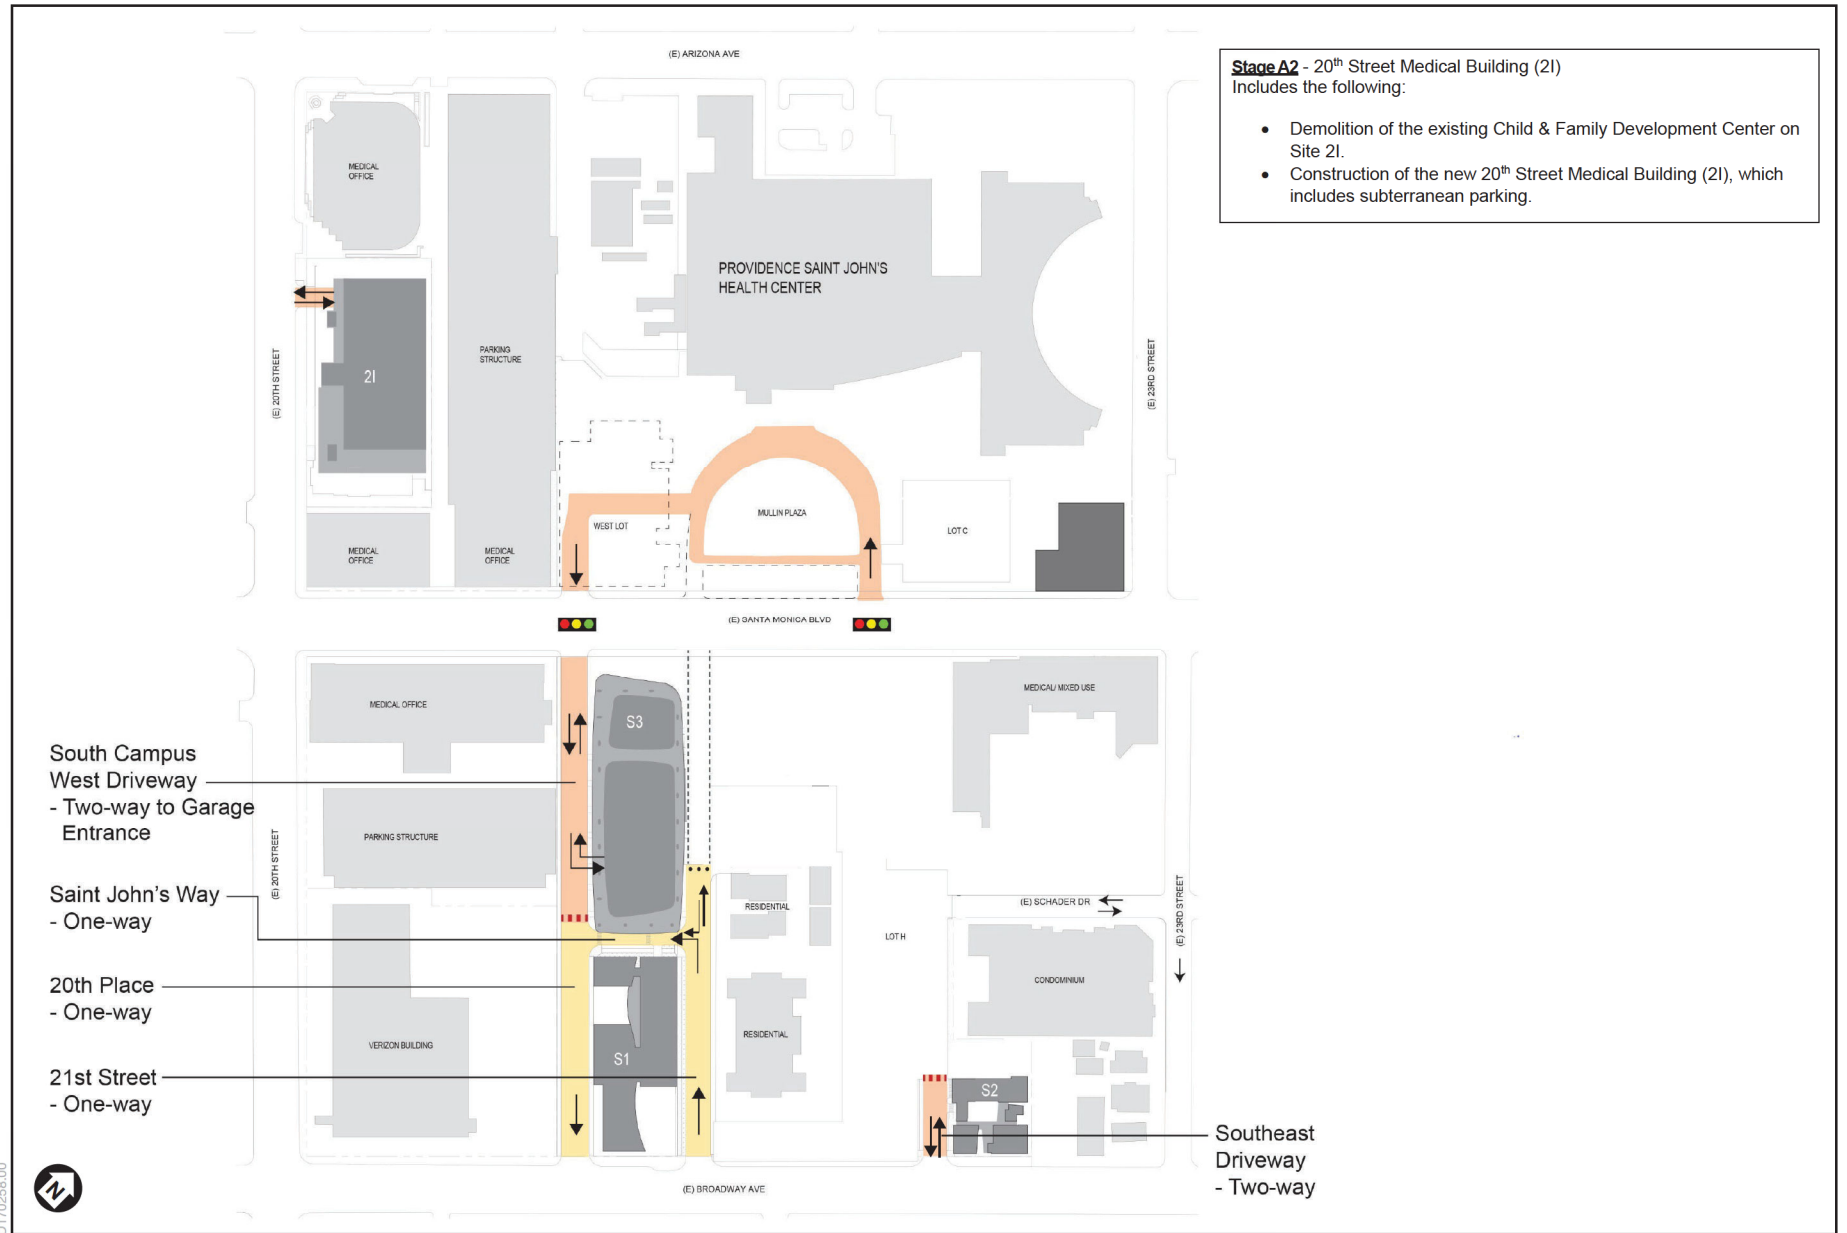 (E) ARIZONA AVE
Stage A2 - 20th Street Medical Building (2I)
Includes the following:
• Demolition of the existing Child & Family Development Center on
Site 2I.
• Construction of the new 20th Street Medical Building (2I), which
includes subterranean parking.
MEDICAL
OFFICE
PROVIDENCE SAINT JOHN'S
HEALTH CENTER
PARKING
STRUCTURE
2I
(E) 20TH STREET
(E) 23RD STREET
MULLIN PLAZA
WEST LOT
LOT C
MEDICAL
OFFICE
MEDICAL
OFFICE
(E) SANTA MONICA BLVD
MEDICAL OFFICE
S3
MEDICAL/ MIXED USE
South Campus
West Driveway
- Two-way to Garage
Entrance
PARKING STRUCTURE
(E) 20TH STREET
Saint John's Way
- One-way
RESIDENTIAL
(E) SCHADER DR
(E) 23RD STREET
LOT H
20th Place
- One-way
CONDOMINIUM
VERIZON BUILDING
S1
RESIDENTIAL
21st Street
- One-way
S2
Southeast
Driveway
- Two-way
N
(E) BROADWAY AVE